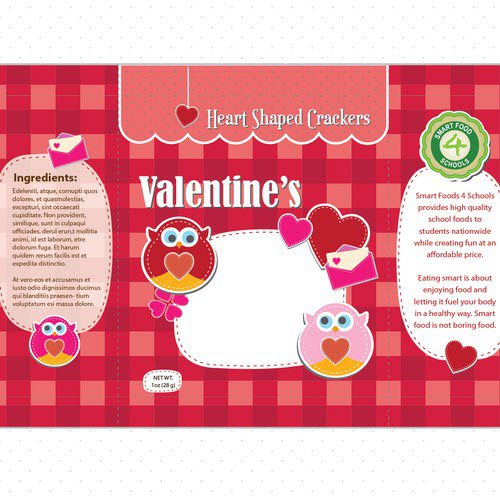 Heart Shaped Crackers
Valentine's
Ingredients:
Edeleniti, atque, corrupti quos
dolores, et quasmolestias,
excepturi, sint occaecati
cupiditate. Non provident,
similique, sunt in culpaqui
officiades, derul erunt mollitia
animi, id est laborum, etre
dolorum fuga. Et harum
quidem rerum facilis est et
expedita distinctio.
At vero eos et accusamus et
iusto odio dignissimos ducimus
qui blanditiis praesen- tium
voluptatum esi massa dolore.
NET WT.
1oz (28 g)
SMART FOOD
4
SCHOOLS
Smart Foods 4 Schools
provides high quality
school foods to
students nationwide
while creating fun at an
affordable price.
Eating smart is about
enjoying food and
letting it fuel your body
in a healthy way. Smart
food is not boring food.